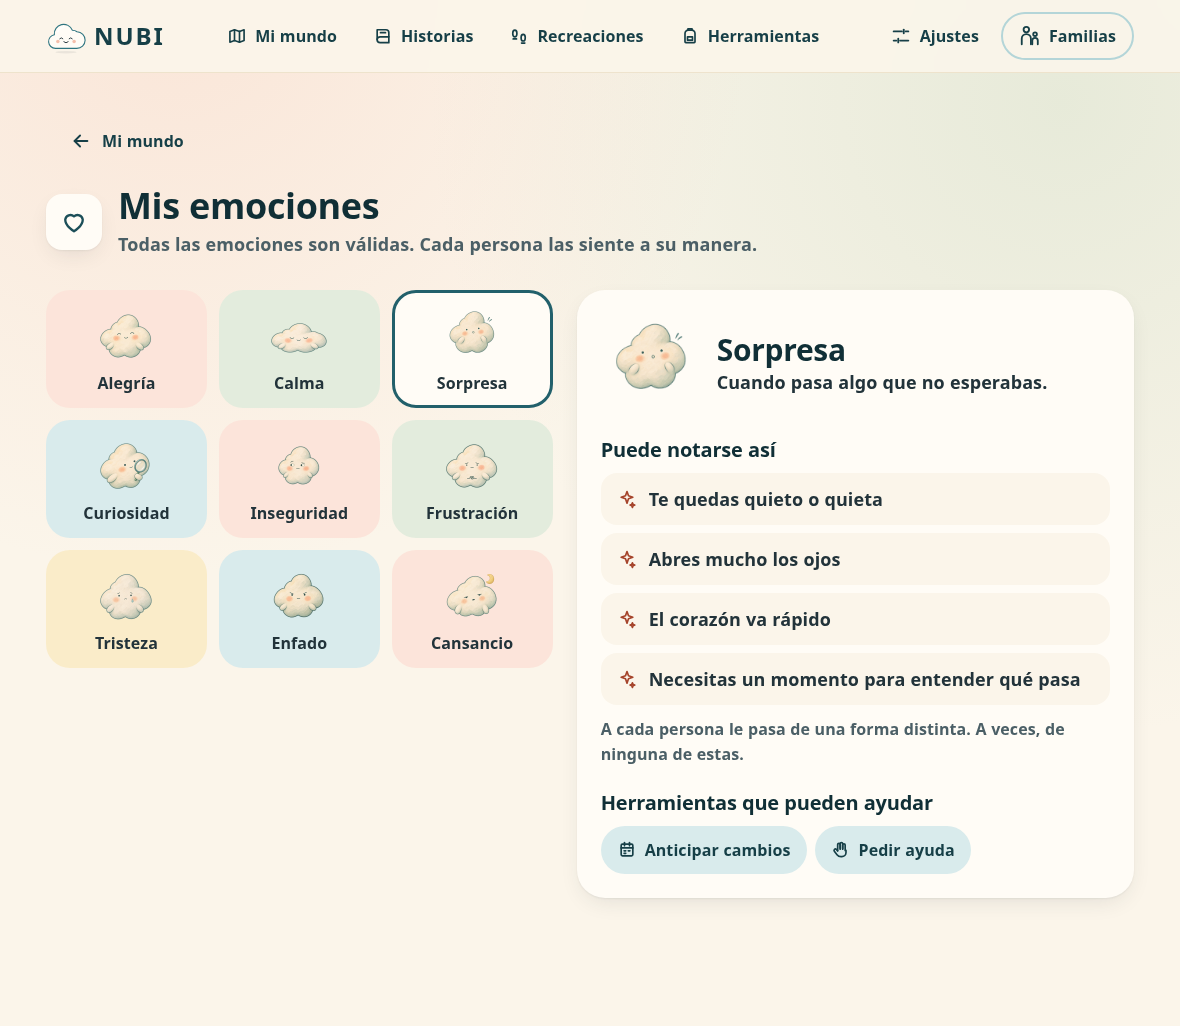 NUBI
Mi mundo
Historias
Recreaciones
Herramientas
Ajustes
Familias
Mi mundo
Mis emociones
Todas las emociones son válidas. Cada persona las siente a su manera.
Alegría
Calma
Sorpresa
Curiosidad
Inseguridad
Frustración
Tristeza
Enfado
Cansancio
Sorpresa
Cuando pasa algo que no esperabas.
Puede notarse así
Te quedas quieto o quieta
Abres mucho los ojos
El corazón va rápido
Necesitas un momento para entender qué pasa
A cada persona le pasa de una forma distinta. A veces, de
ninguna de estas.
Herramientas que pueden ayudar
Anticipar cambios
Pedir ayuda